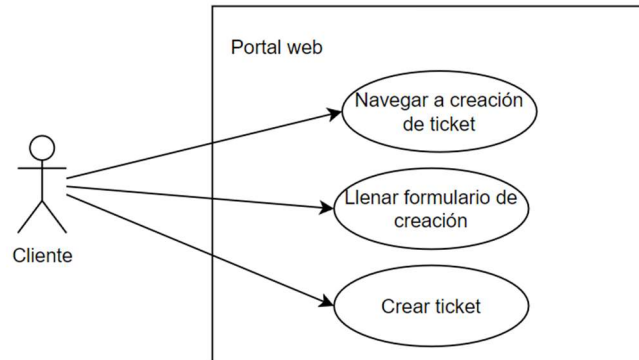 Portal web
Navegar a creación
de ticket
Llenar formulario de
creación
Cliente
Crear ticket